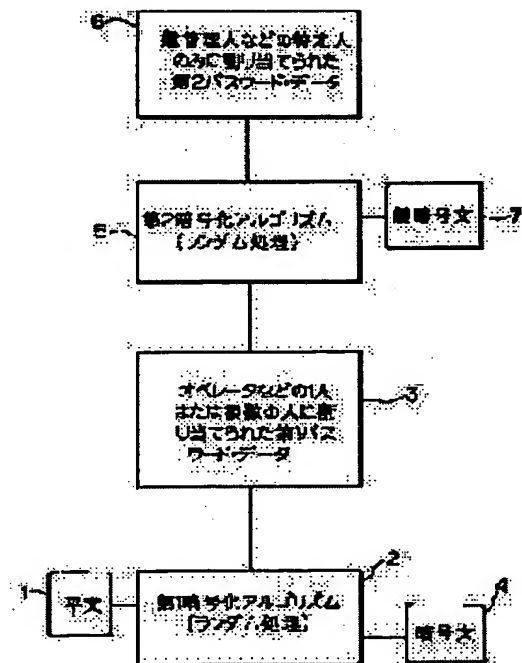 6
鍵管理人などの特定人
のみに割り当てられた
第2パスワード・データ
5
第2暗号化アルゴリズム
(ランダム処理)
鍵暗号文
7
オペレータなどの1人
または複数の人に割
り当てられた第1パス
ワード・データ
3
2
1
平文
第1暗号化アルゴリズム
(ランダム処理)
4
暗号文